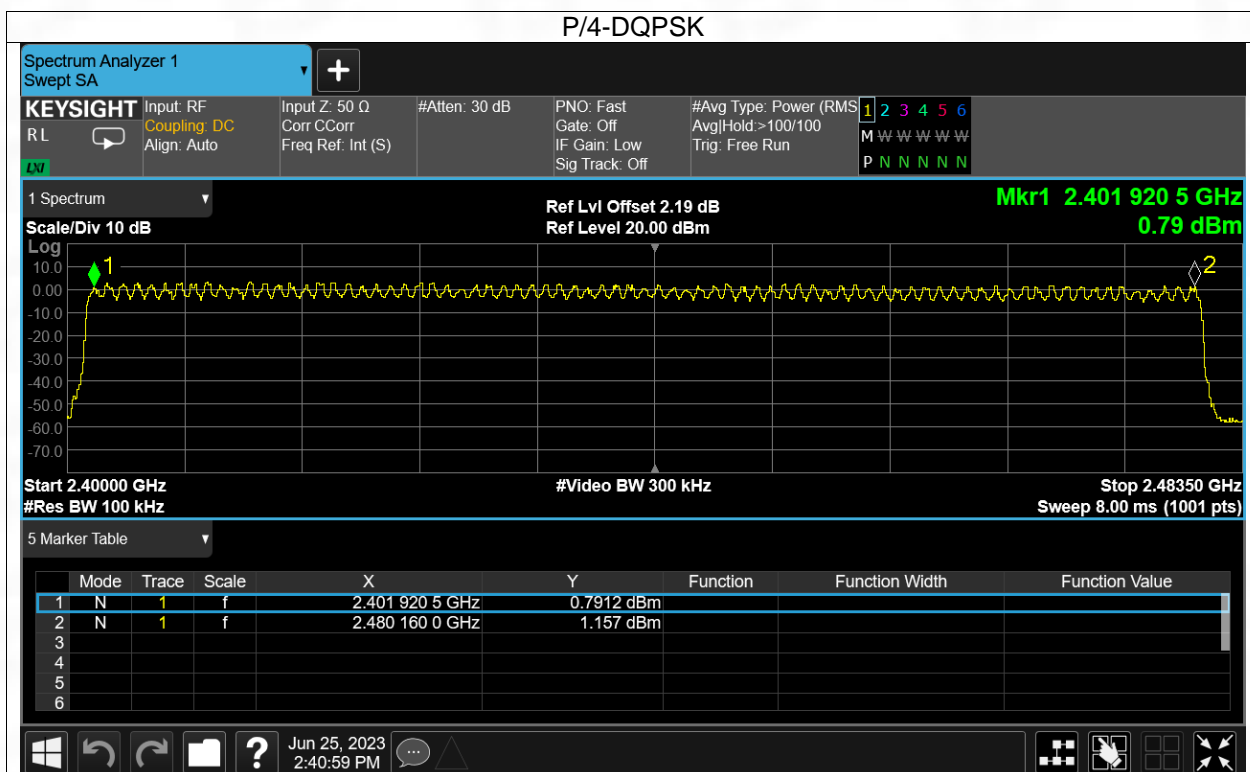 P/4-DQPSK
Spectrum Analyzer 1
Swept SA
+
KEYSIGHT Input: RF Input Z: 50 Ω #Atten: 30 dB PNO: Fast #Avg Type: Power (RMS 1 2 3 4 5 6
R L Coupling: DC Corr CCorr Gate: Off Avg|Hold:>100/100 M W W W W W
Align: Auto Freq Ref: Int (S) IF Gain: Low Trig: Free Run
LXI Sig Track: Off P N N N N N
1 Spectrum Ref Lvl Offset 2.19 dB Mkr1 2.401 920 5 GHz
Scale/Div 10 dB Ref Level 20.00 dBm 0.79 dBm
Log
10.0 1 2
0.00
-10.0
-20.0
-30.0
-40.0
-50.0
-60.0
-70.0
Start 2.40000 GHz #Video BW 300 kHz Stop 2.48350 GHz
#Res BW 100 kHz Sweep 8.00 ms (1001 pts)
5 Marker Table
Mode Trace Scale X Y Function Function Width Function Value
1 N 1 f 2.401 920 5 GHz 0.7912 dBm
2 N 1 f 2.480 160 0 GHz 1.157 dBm
3
4
5
6
? Jun 25, 2023
2:40:59 PM